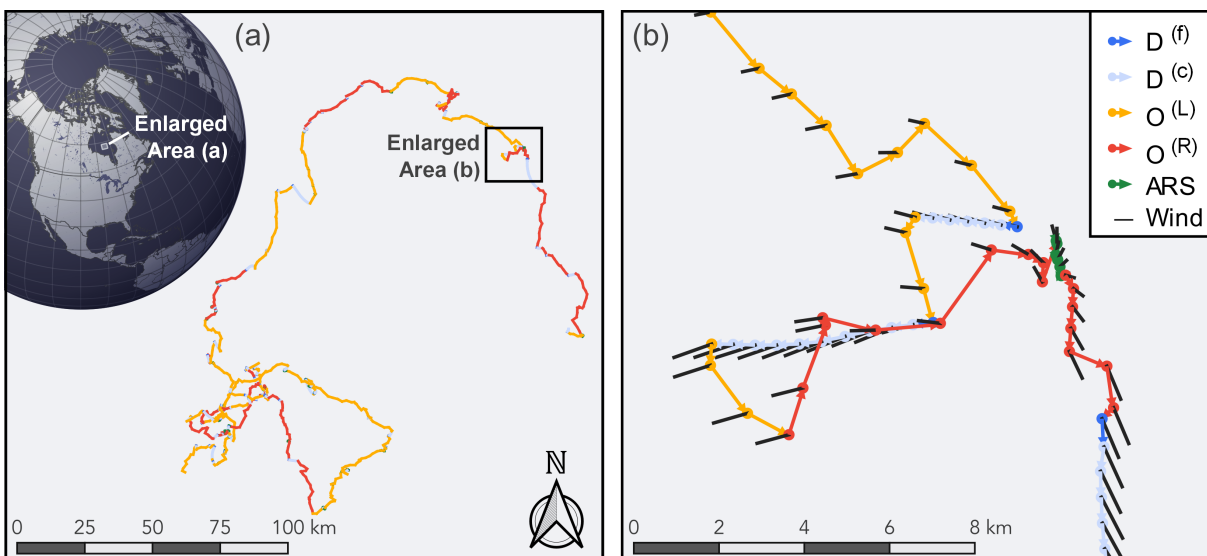 (a)
Enlarged
Area (a)
Enlarged
Area (b)
N
0 25 50 75 100 km
(b)
D (f)
D (c)
O (L)
O (R)
ARS
Wind
0 2 4 6 8 km